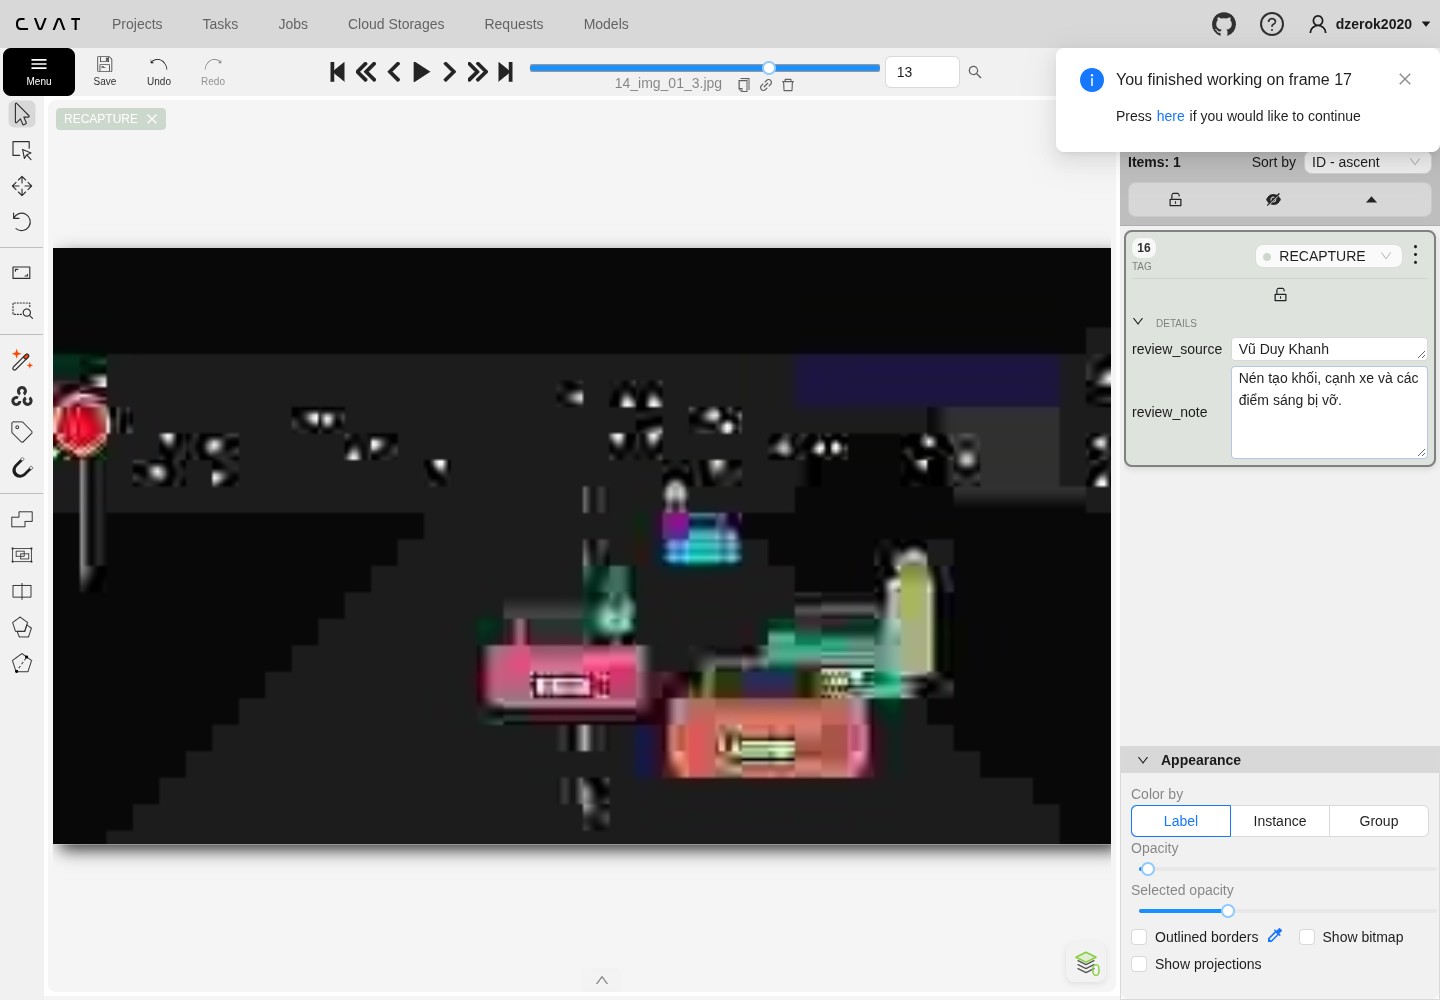 CVAT
Projects
Tasks
Jobs
Cloud Storages
Requests
Models
dzerok2020
Menu
Save
Undo
Redo
14_img_01_3.jpg
13
You finished working on frame 17
Press here if you would like to continue
RECAPTURE
Items: 1
Sort by
ID - ascent
16
TAG
RECAPTURE
DETAILS
review_source
Vũ Duy Khanh
review_note
Nén tạo khối, cạnh xe và các
điểm sáng bị vỡ.
Appearance
Color by
Label
Instance
Group
Opacity
Selected opacity
Outlined borders
Show bitmap
Show projections
0